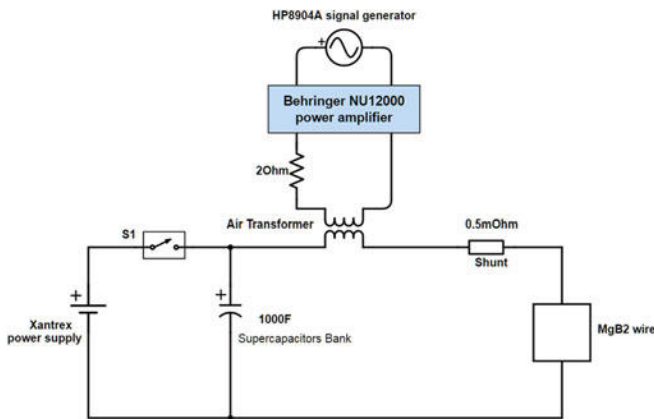 HP8904A signal generator
+
Behringer NU12000
power amplifier
2Ohm
Air Transformer
0.5mOhm
S1
Shunt
+
+
Xantrex
power supply
1000F
Supercapacitors Bank
MgB2 wire